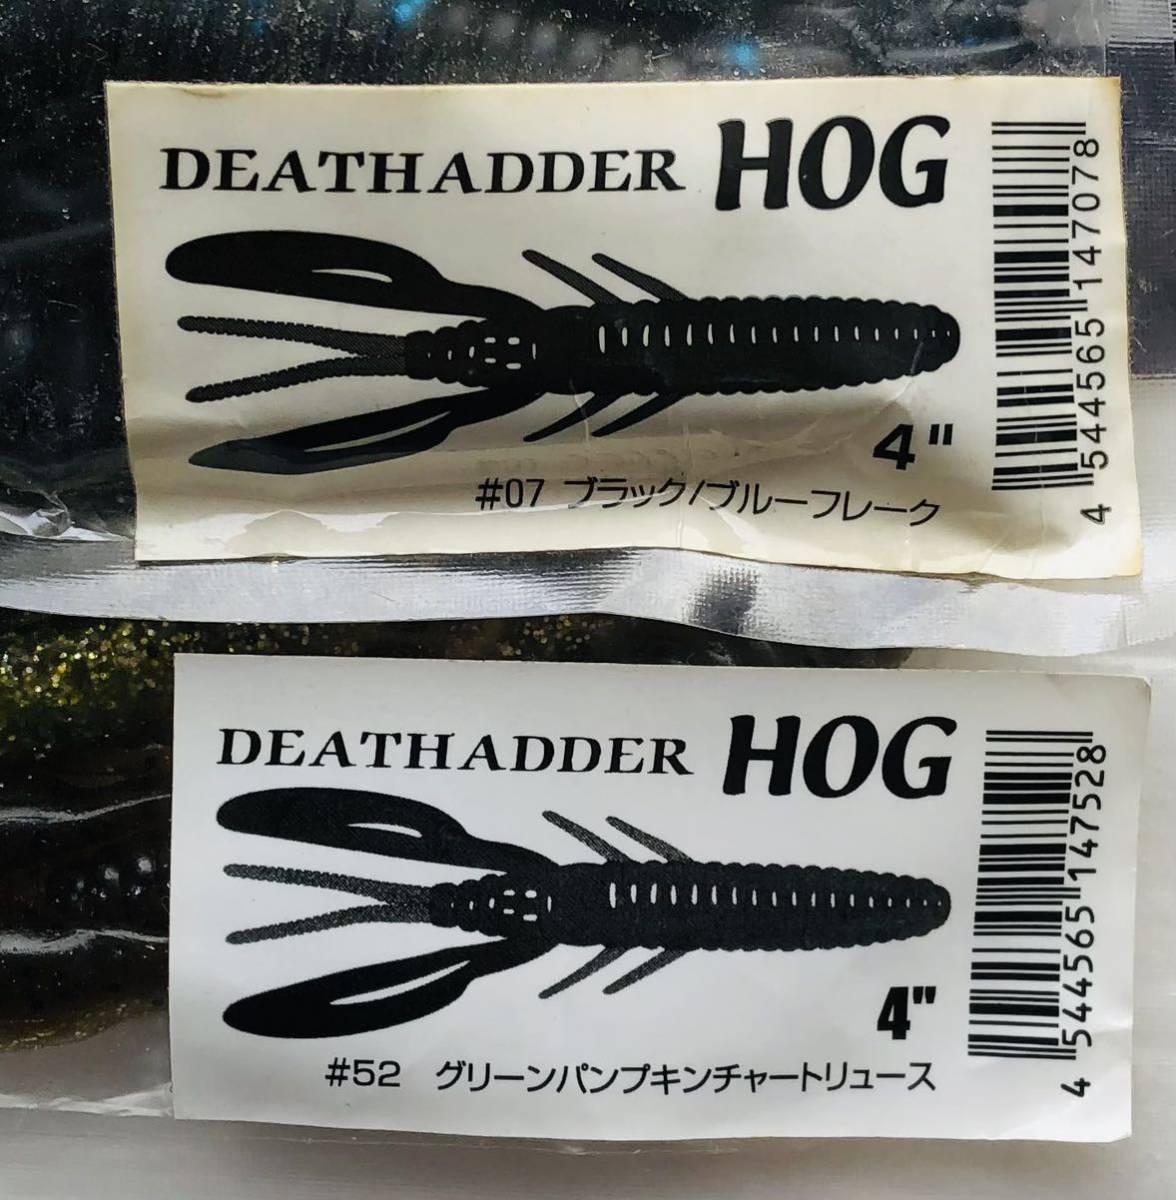 DEATHADDER HOG
4"
#07 ブラック/ブルーフレーク
4 544565 147078
DEATHADDER HOG
4"
#52 グリーンパンプキンチャートリュース
4 544565 147528